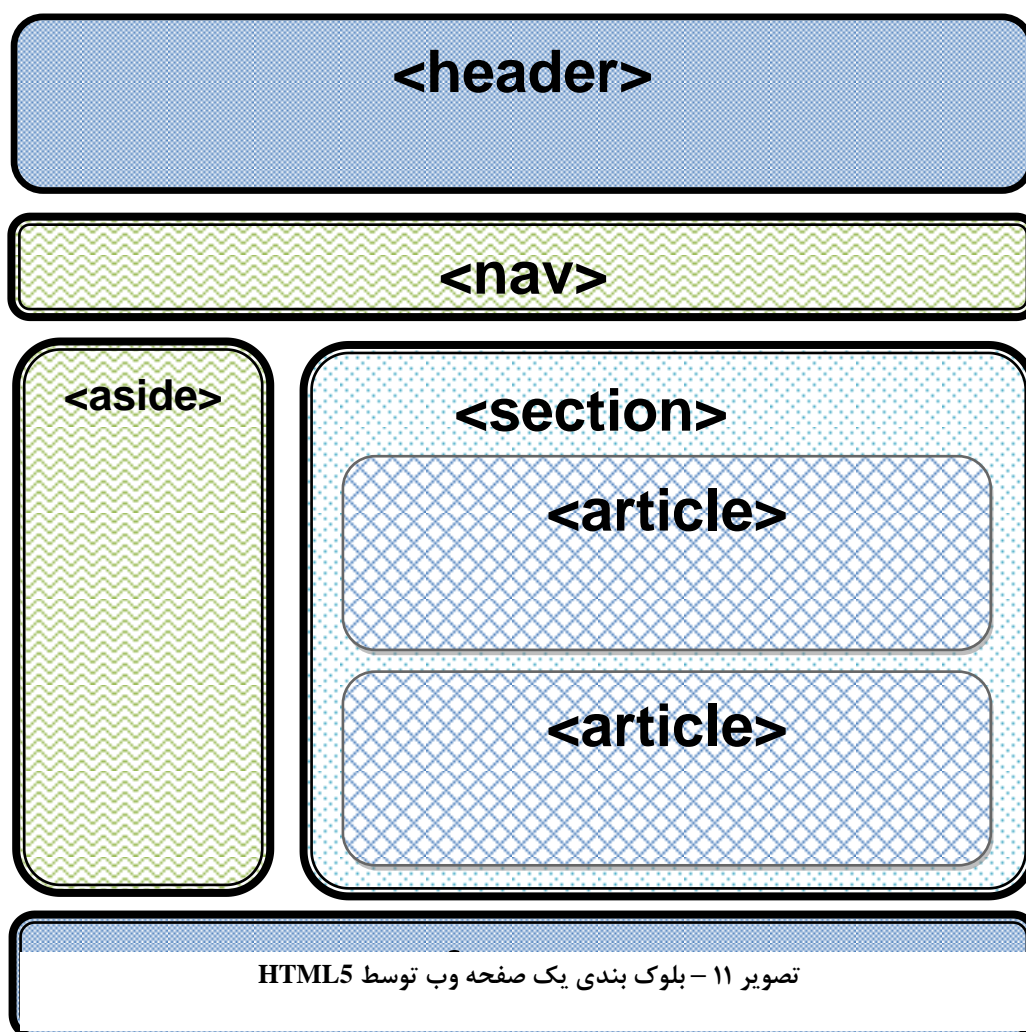 <header>
<nav>
<aside>
<section>
<article>
<article>
تصویر ۱۱ – بلوک بندی یک صفحه وب توسط HTML5